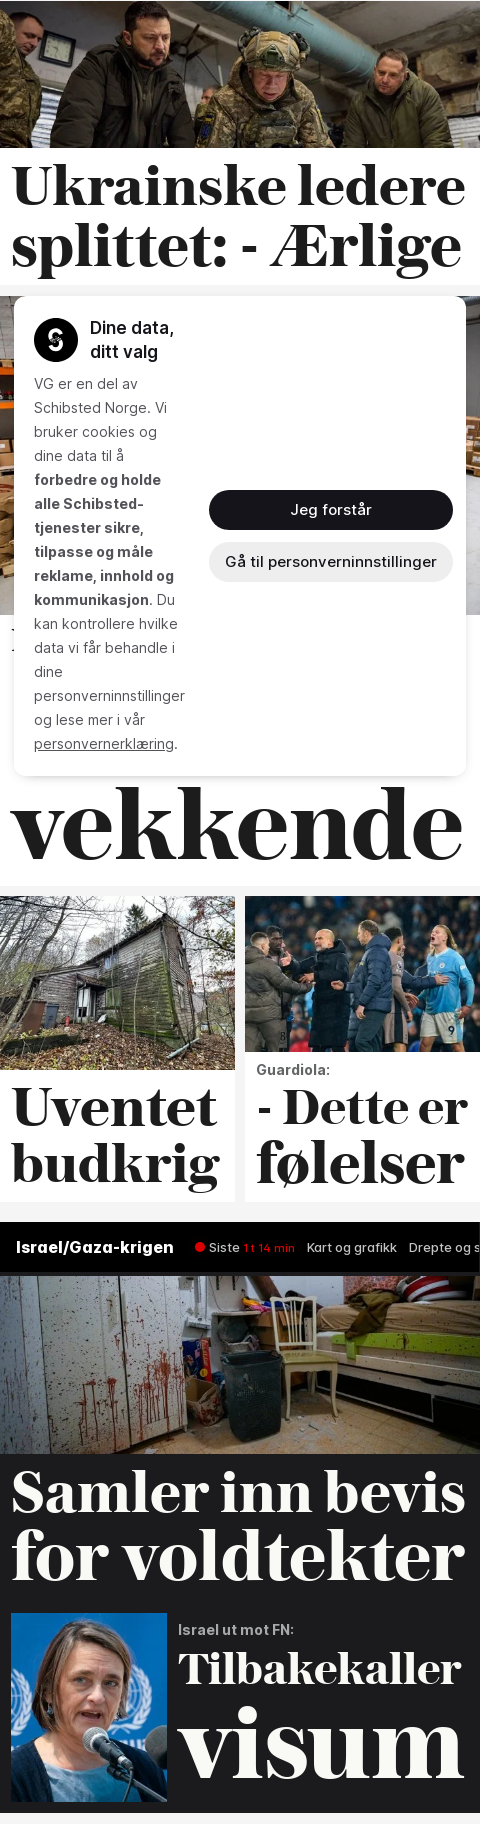 Ukrainske ledere
splittet: - Ærlige
Dine data,
ditt valg
VG er en del av
Schibsted Norge. Vi
bruker cookies og
dine data til å
forbedre og holde
alle Schibsted-
tjenester sikre,
tilpasse og måle
reklame, innhold og
kommunikasjon. Du
kan kontrollere hvilke
data vi får behandle i
dine
personverninnstillinger
og lese mer i vår
personvernerklæring.
Jeg forstår
Gå til personverninnstillinger
vekkende
Uventet
budkrig
Guardiola:
- Dette er
følelser
Israel/Gaza-krigen
Siste 1 t 14 min
Kart og grafikk
Drepte og s
Samler inn bevis
for voldtekter
Israel ut mot FN:
Tilbakekaller
visum